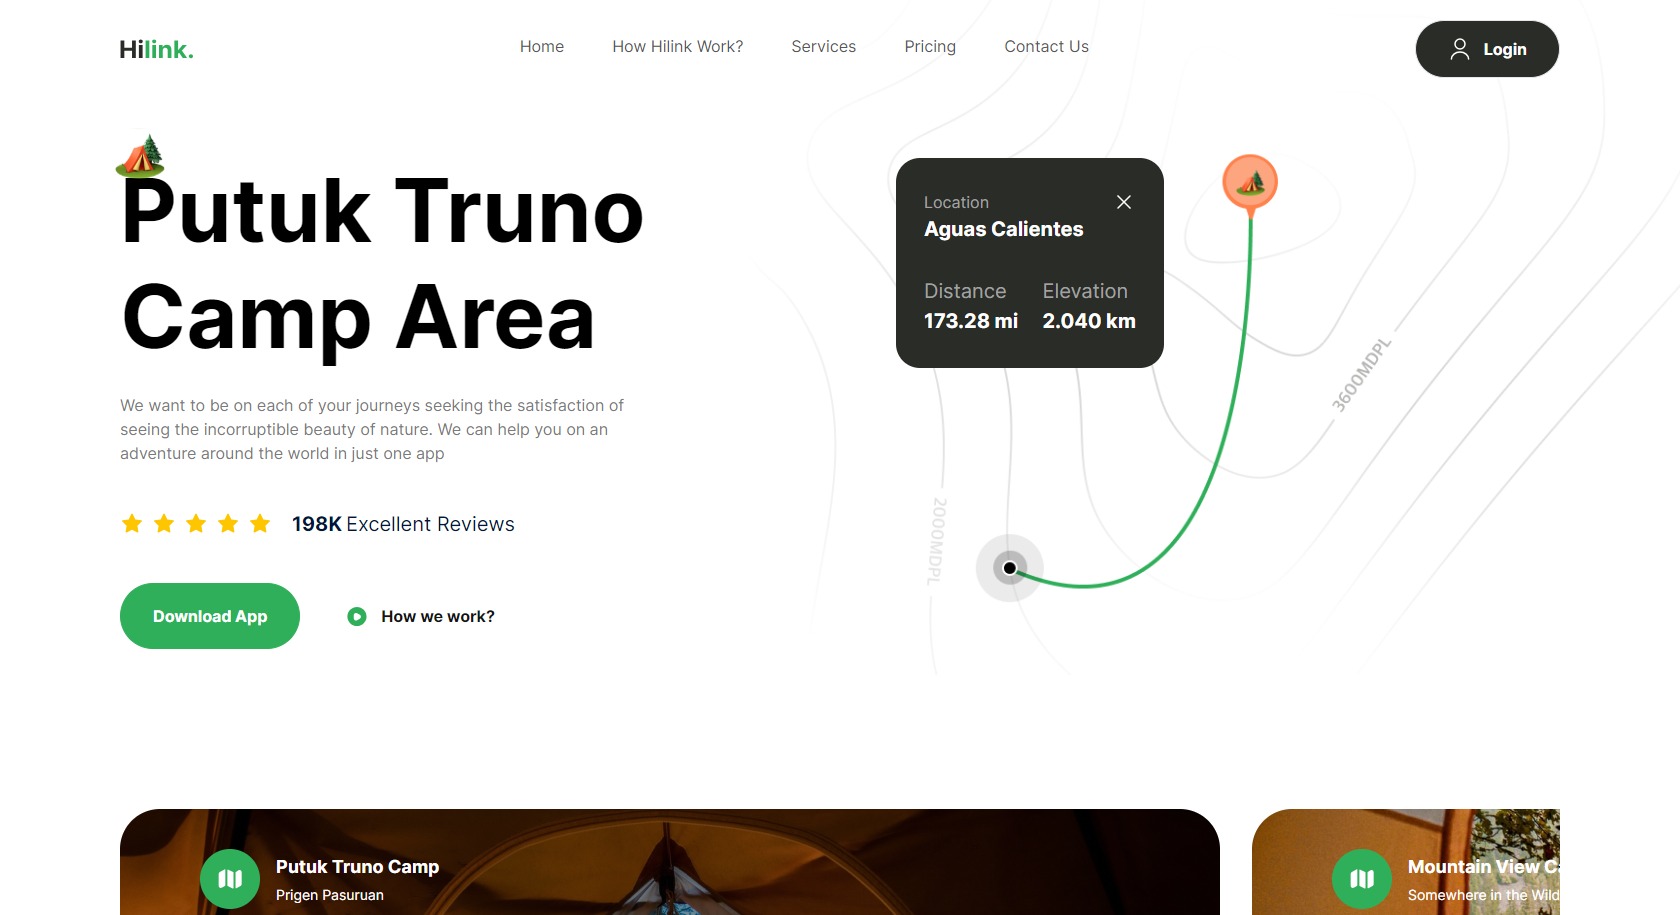 Hilink.
Home
How Hilink Work?
Services
Pricing
Contact Us
Login
Putuk Truno
Camp Area
We want to be on each of your journeys seeking the satisfaction of
seeing the incorruptible beauty of nature. We can help you on an
adventure around the world in just one app
198K Excellent Reviews
Download App
How we work?
Location
Aguas Calientes
Distance
Elevation
173.28 mi
2.040 km
3600MDPL
2000MDPL
Putuk Truno Camp
Prigen Pasuruan
Mountain View
Somewhere in the Wild